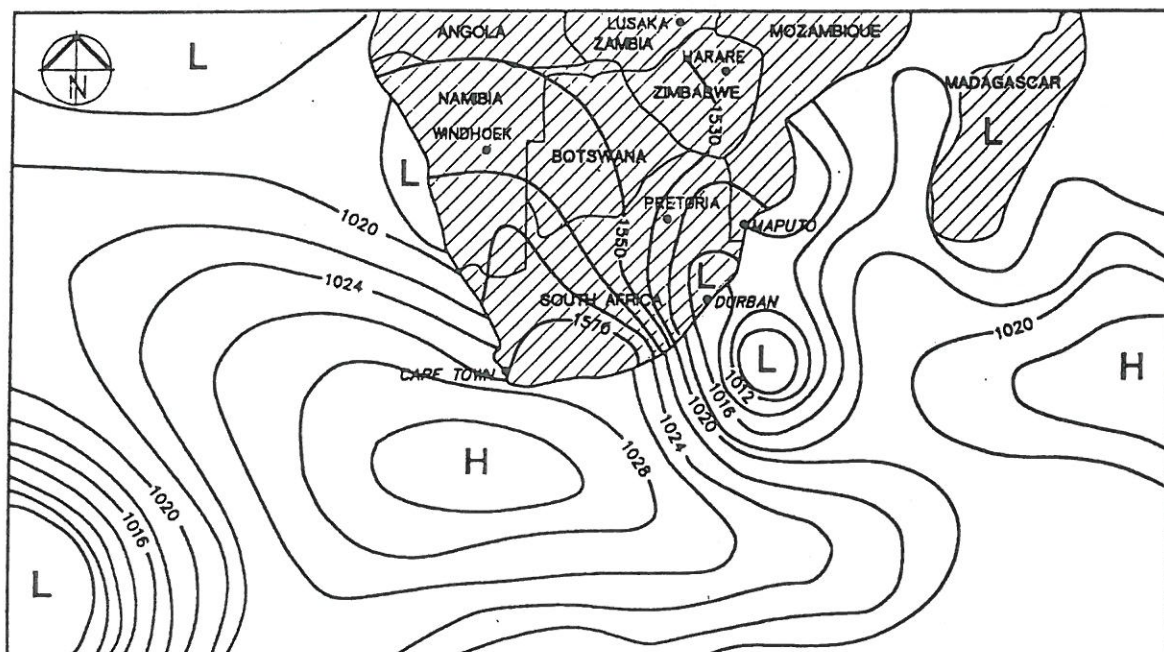 L
N
ANGOLA
LUSAKA
ZAMBIA
MOZAMBIQUE
HARARE
ZIMBABWE
MADAGASCAR
L
NAMIBIA
WINDHOEK
1530
L
BOTSWANA
PRETORIA
MAPUTO
1020
1550
1024
L
SOUTH AFRICA
DURBAN
1576
1020
CAPE TOWN
L
H
1012
1016
1020
1024
H
1028
1020
1016
L